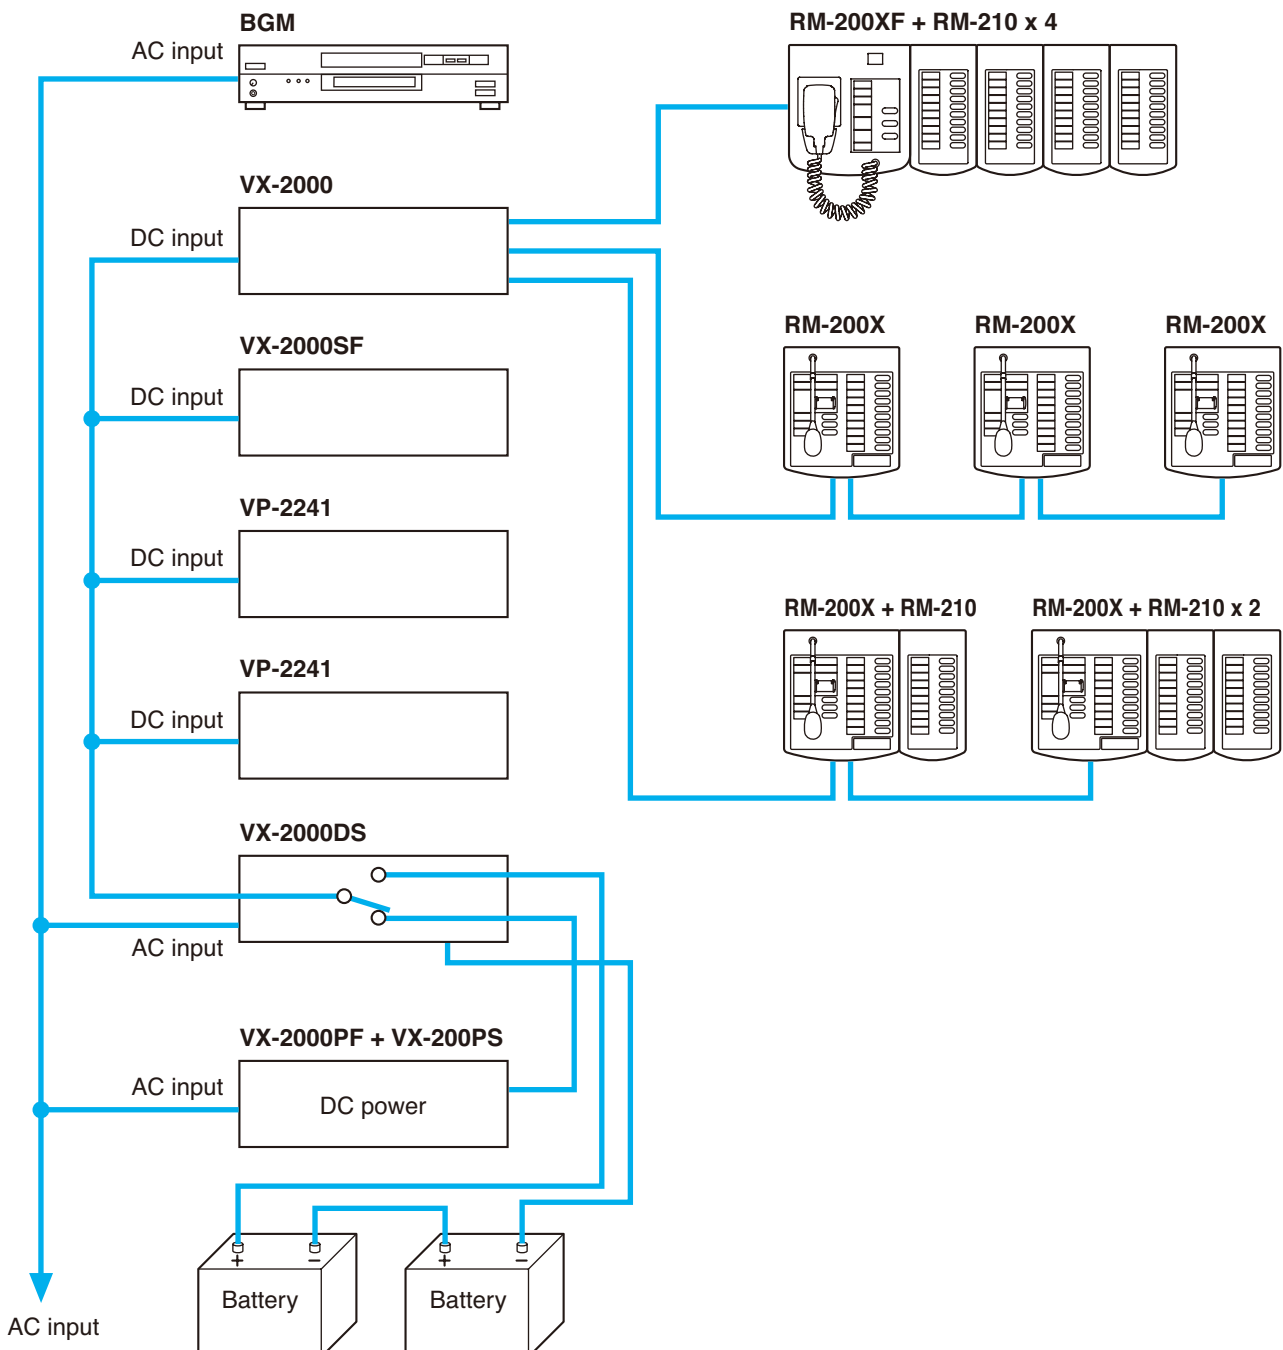 BGM
AC input
RM-200XF + RM-210 x 4
VX-2000
DC input
VX-2000SF
DC input
RM-200X
RM-200X
RM-200X
VP-2241
DC input
RM-200X + RM-210
RM-200X + RM-210 x 2
VP-2241
DC input
VX-2000DS
AC input
VX-2000PF + VX-200PS
AC input
DC power
+
–
+
–
Battery
Battery
AC input